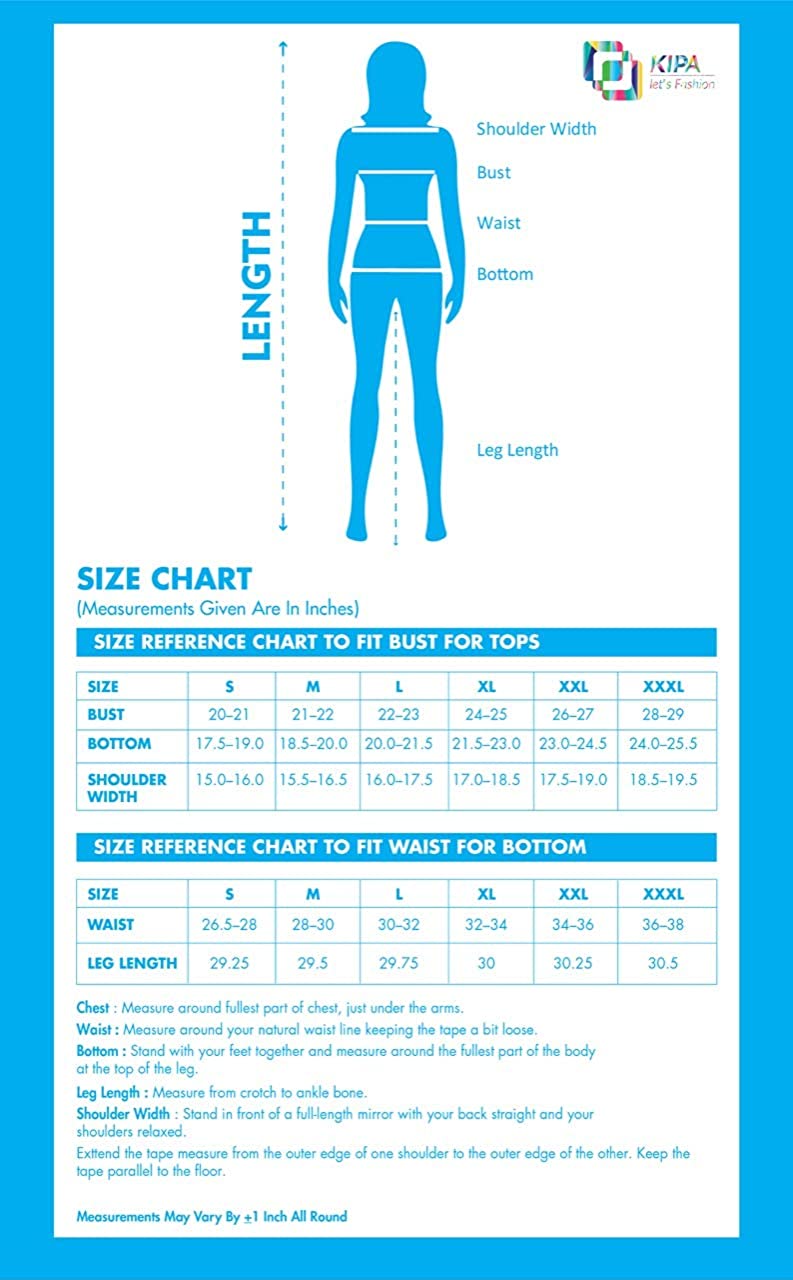 KIPA
let's Fashion
Shoulder Width
Bust
Waist
Bottom
LENGTH
Leg Length
SIZE CHART
(Measurements Given Are In Inches)
SIZE REFERENCE CHART TO FIT BUST FOR TOPS
SIZE S M L XL XXL XXXL
BUST 20–21 21–22 22–23 24–25 26–27 28–29
BOTTOM 17.5–19.0 18.5–20.0 20.0–21.5 21.5–23.0 23.0–24.5 24.0–25.5
SHOULDER 15.0–16.0 15.5–16.5 16.0–17.5 17.0–18.5 17.5–19.0 18.5–19.5
WIDTH
SIZE REFERENCE CHART TO FIT WAIST FOR BOTTOM
SIZE S M L XL XXL XXXL
WAIST 26.5–28 28–30 30–32 32–34 34–36 36–38
LEG LENGTH 29.25 29.5 29.75 30 30.25 30.5
Chest : Measure around fullest part of chest, just under the arms.
Waist : Measure around your natural waist line keeping the tape a bit loose.
Bottom : Stand with your feet together and measure around the fullest part of the body
at the top of the leg.
Leg Length : Measure from crotch to ankle bone.
Shoulder Width : Stand in front of a full-length mirror with your back straight and your
shoulders relaxed.
Exttend the tape measure from the outer edge of one shoulder to the outer edge of the other. Keep the
tape parallel to the floor.
Measurements May Vary By ±1 Inch All Round